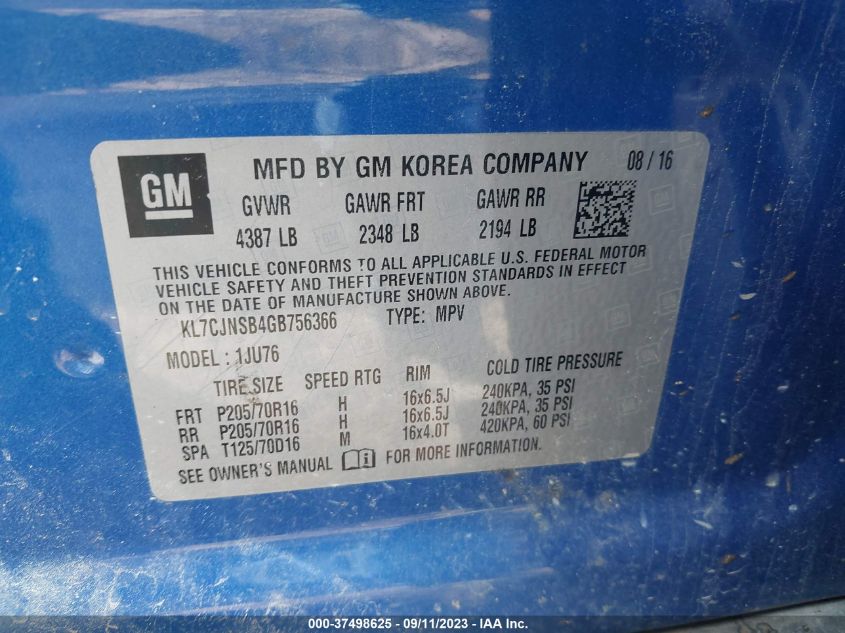 GM
MFD BY GM KOREA COMPANY 08 / 16
GVWR GAWR FRT GAWR RR
4387 LB 2348 LB 2194 LB
THIS VEHICLE CONFORMS TO ALL APPLICABLE U.S. FEDERAL MOTOR
VEHICLE SAFETY AND THEFT PREVENTION STANDARDS IN EFFECT
ON THE DATE OF MANUFACTURE SHOWN ABOVE.
KL7CJNSB4GB756366 TYPE: MPV
MODEL: 1JU76
TIRE SIZE SPEED RTG RIM COLD TIRE PRESSURE
FRT P205/70R16 H 16x6.5J 240KPA, 35 PSI
RR P205/70R16 H 16x6.5J 240KPA, 35 PSI
SPA T125/70D16 M 16x4.0T 420KPA, 60 PSI
SEE OWNER'S MANUAL FOR MORE INFORMATION.
000-37498625 - 09/11/2023 - IAA Inc.